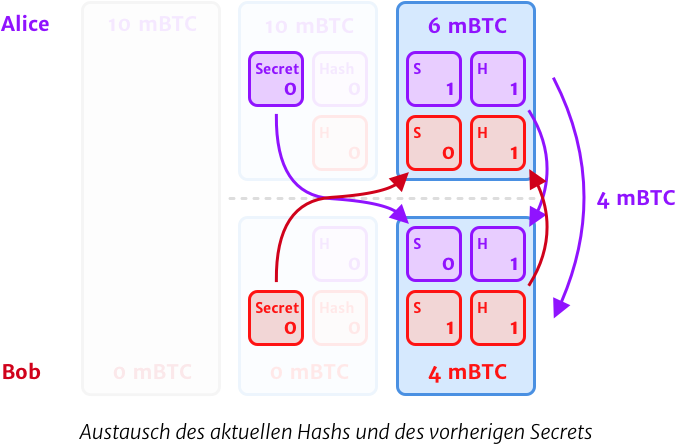 Alice
10 mBTC
10 mBTC
6 mBTC
Secret
0
Hash
0
S
1
H
1
H
0
S
0
H
1
4 mBTC
H
0
S
0
H
1
Secret
0
Hash
0
S
1
H
1
Bob
0 mBTC
0 mBTC
4 mBTC
Austausch des aktuellen Hashs und des vorherigen Secrets